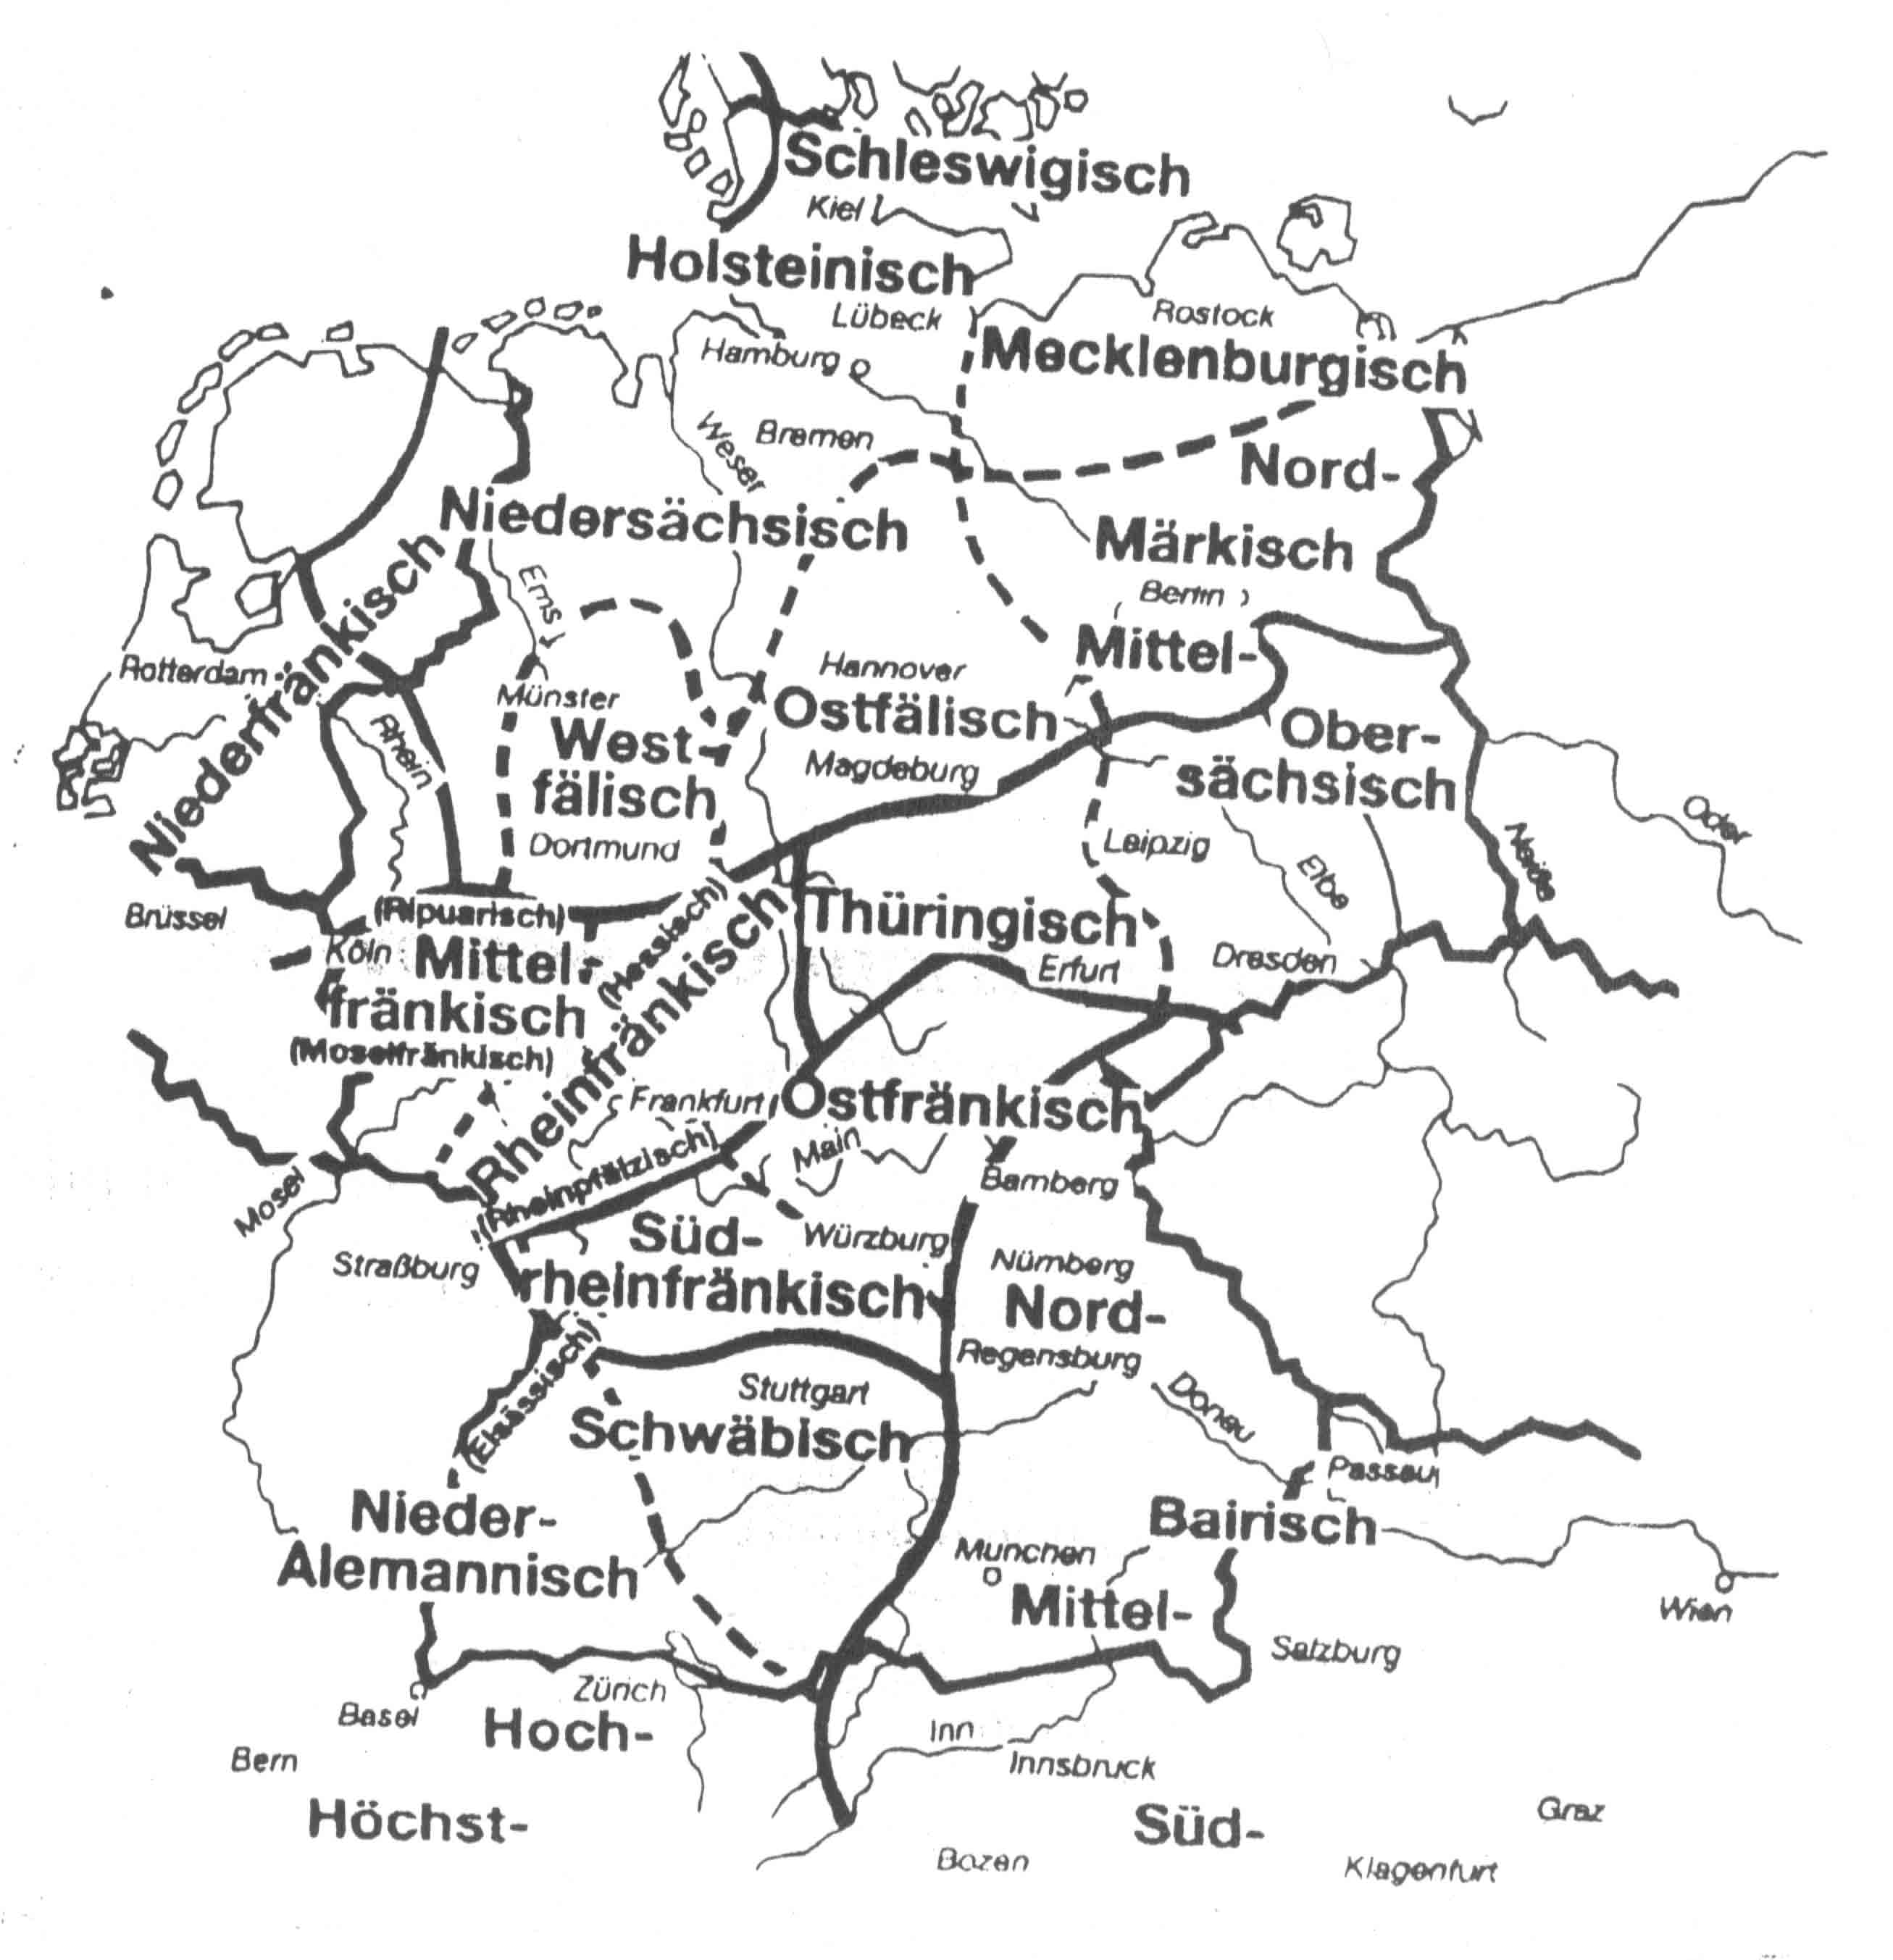 Schleswigisch
Kiel
Holsteinisch
Lübeck
Rostock
Hamburg
Mecklenburgisch
Weser
Bremen
Nord-
Niedersächsisch
Märkisch
Ems
Berlin
Niederfränkisch
Rotterdam
Mittel-
Hannover
Münster
Rhein
Ostfälisch
Ober-
West-
Magdeburg
sächsisch
fälisch
Oder
Dortmund
Leipzig
Elbe
Neiße
Brüssel
(Ripuarisch)
(Hessisch)
Thüringisch
Köln
Mittel-
Erfurt
Dresden
fränkisch
(Moselfränkisch)
Rheinfränkisch
Frankfurt
Ostfränkisch
Main
(Rheinpfälzisch)
Mosel
Bamberg
Süd-
Würzburg
Straßburg
Nürnberg
rheinfränkisch
Nord-
Regensburg
(Elsässisch)
Stuttgart
Donau
Schwäbisch
Passau
Nieder-
Bairisch
Alemannisch
München
Mittel-
Wien
Salzburg
Zürich
Basel
Hoch-
Inn
Bern
Innsbruck
Höchst-
Süd-
Graz
Bozen
Klagenfurt